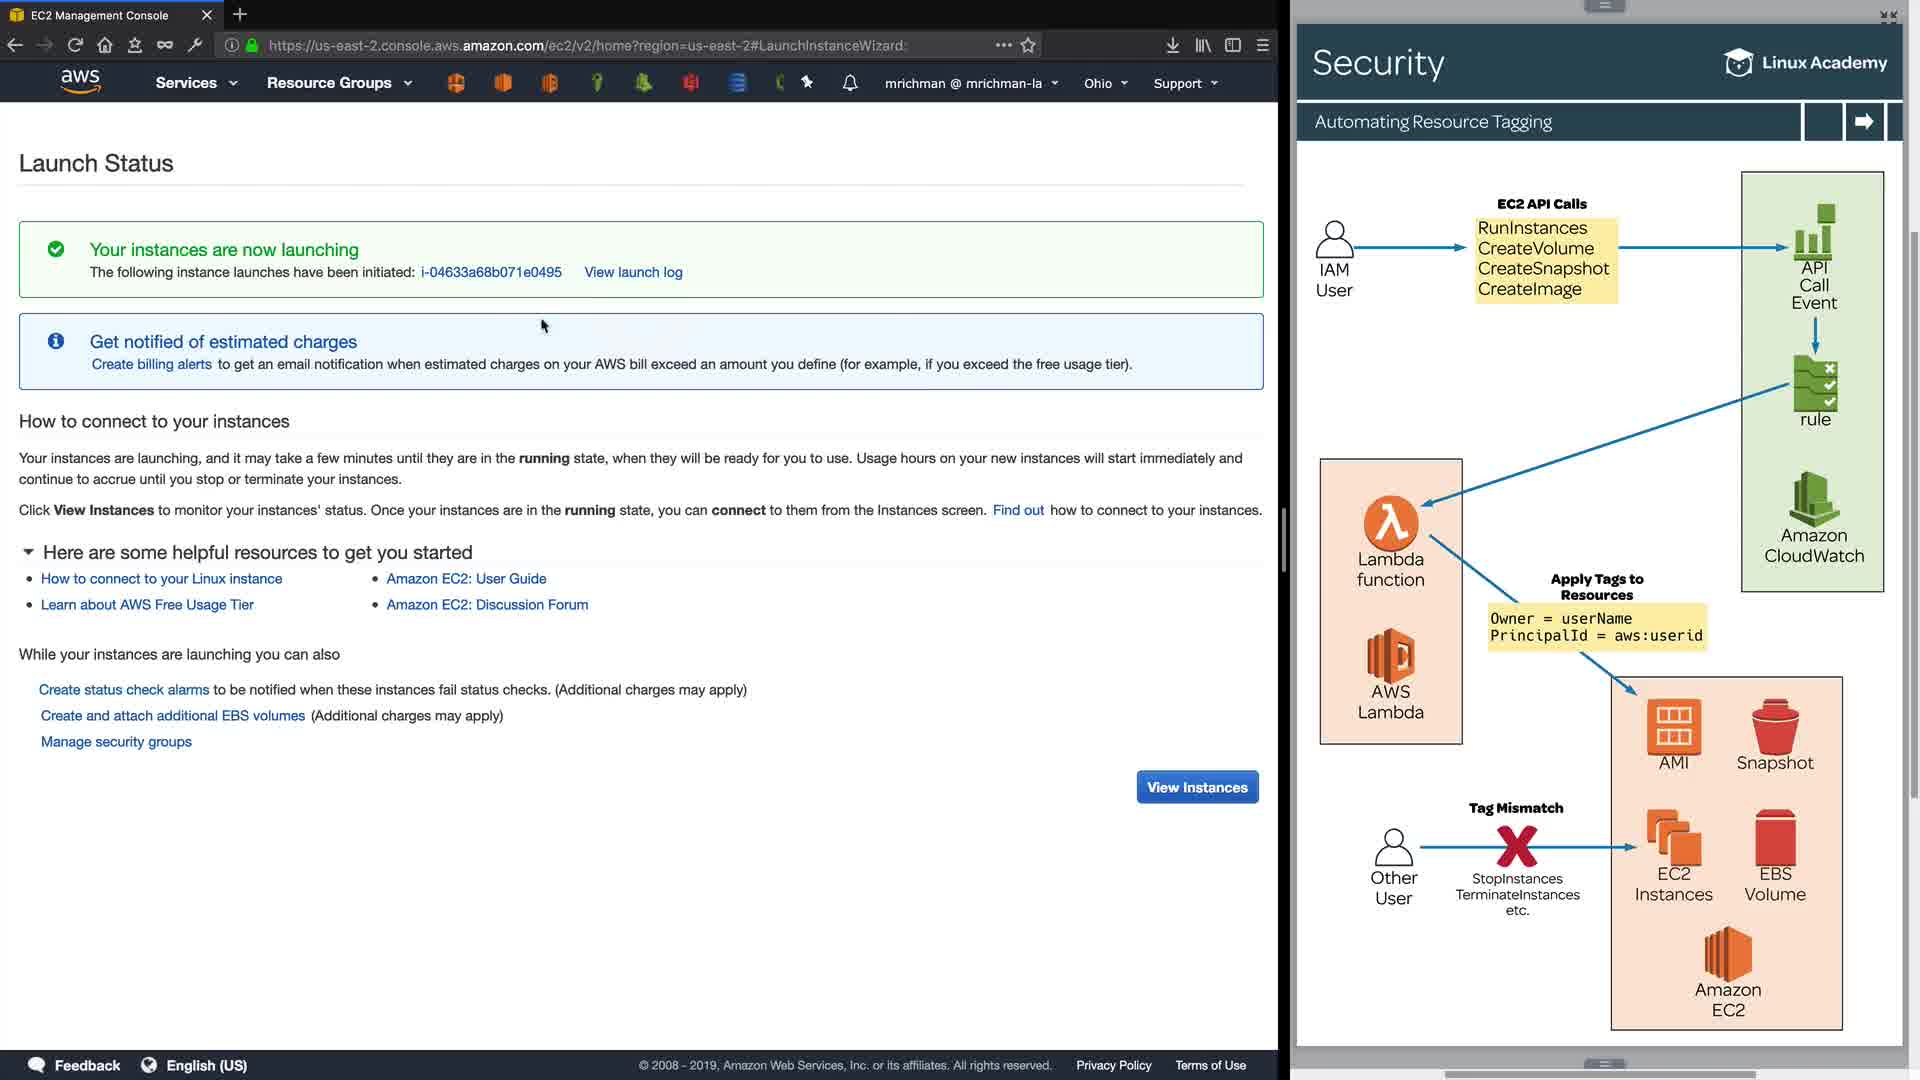 EC2 Management Console
https://us-east-2.console.aws.amazon.com/ec2/v2/home?region=us-east-2#LaunchInstanceWizard:
aws
Services
Resource Groups
mrichman @ mrichman-la
Ohio
Support
Launch Status
Your instances are now launching
The following instance launches have been initiated: i-04633a68b071e0495 View launch log
Get notified of estimated charges
Create billing alerts to get an email notification when estimated charges on your AWS bill exceed an amount you define (for example, if you exceed the free usage tier).
How to connect to your instances
Your instances are launching, and it may take a few minutes until they are in the running state, when they will be ready for you to use. Usage hours on your new instances will start immediately and
continue to accrue until you stop or terminate your instances.
Click View Instances to monitor your instances' status. Once your instances are in the running state, you can connect to them from the Instances screen. Find out how to connect to your instances.
Here are some helpful resources to get you started
How to connect to your Linux instance
Amazon EC2: User Guide
Learn about AWS Free Usage Tier
Amazon EC2: Discussion Forum
While your instances are launching you can also
Create status check alarms to be notified when these instances fail status checks. (Additional charges may apply)
Create and attach additional EBS volumes (Additional charges may apply)
Manage security groups
View Instances
Feedback
English (US)
© 2008 - 2019, Amazon Web Services, Inc. or its affiliates. All rights reserved.
Privacy Policy
Terms of Use
Security
Linux Academy
Automating Resource Tagging
EC2 API Calls
RunInstances
CreateVolume
CreateSnapshot
CreateImage
IAM
User
API
Call
Event
rule
Amazon
CloudWatch
Lambda
function
AWS
Lambda
Apply Tags to
Resources
Owner = userName
PrincipalId = aws:userid
AMI
Snapshot
Tag Mismatch
Other
User
StopInstances
TerminateInstances
etc.
EC2
Instances
EBS
Volume
Amazon
EC2